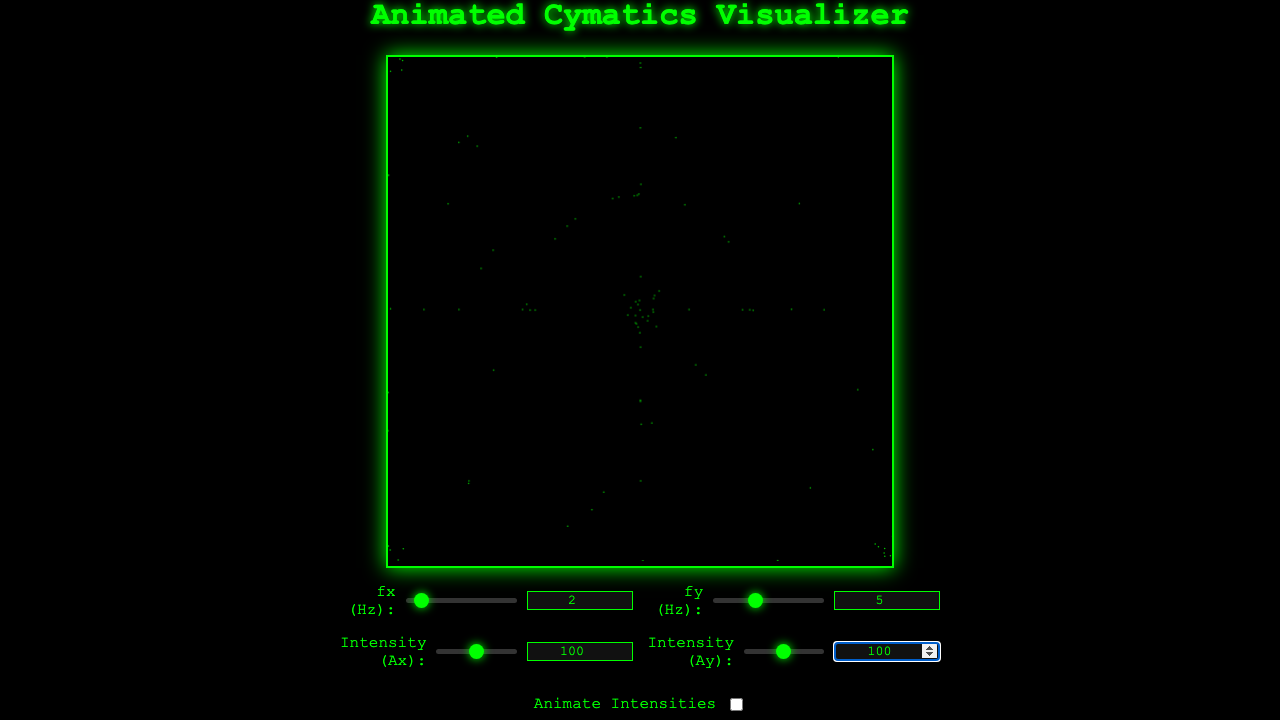 Animated Cymatics Visualizer
fx (Hz):
2
fy (Hz):
5
Intensity (Ax):
100
Intensity (Ay):
100
Animate Intensities